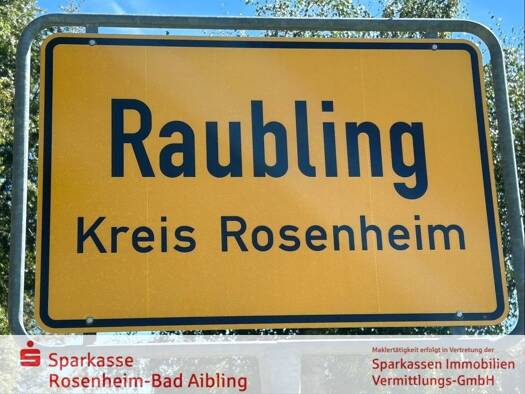 Raubling
Kreis Rosenheim
Sparkasse
Rosenheim-Bad Aibling
Maklertätigkeit erfolgt in Vertretung der
Sparkassen Immobilien
Vermittlungs-GmbH